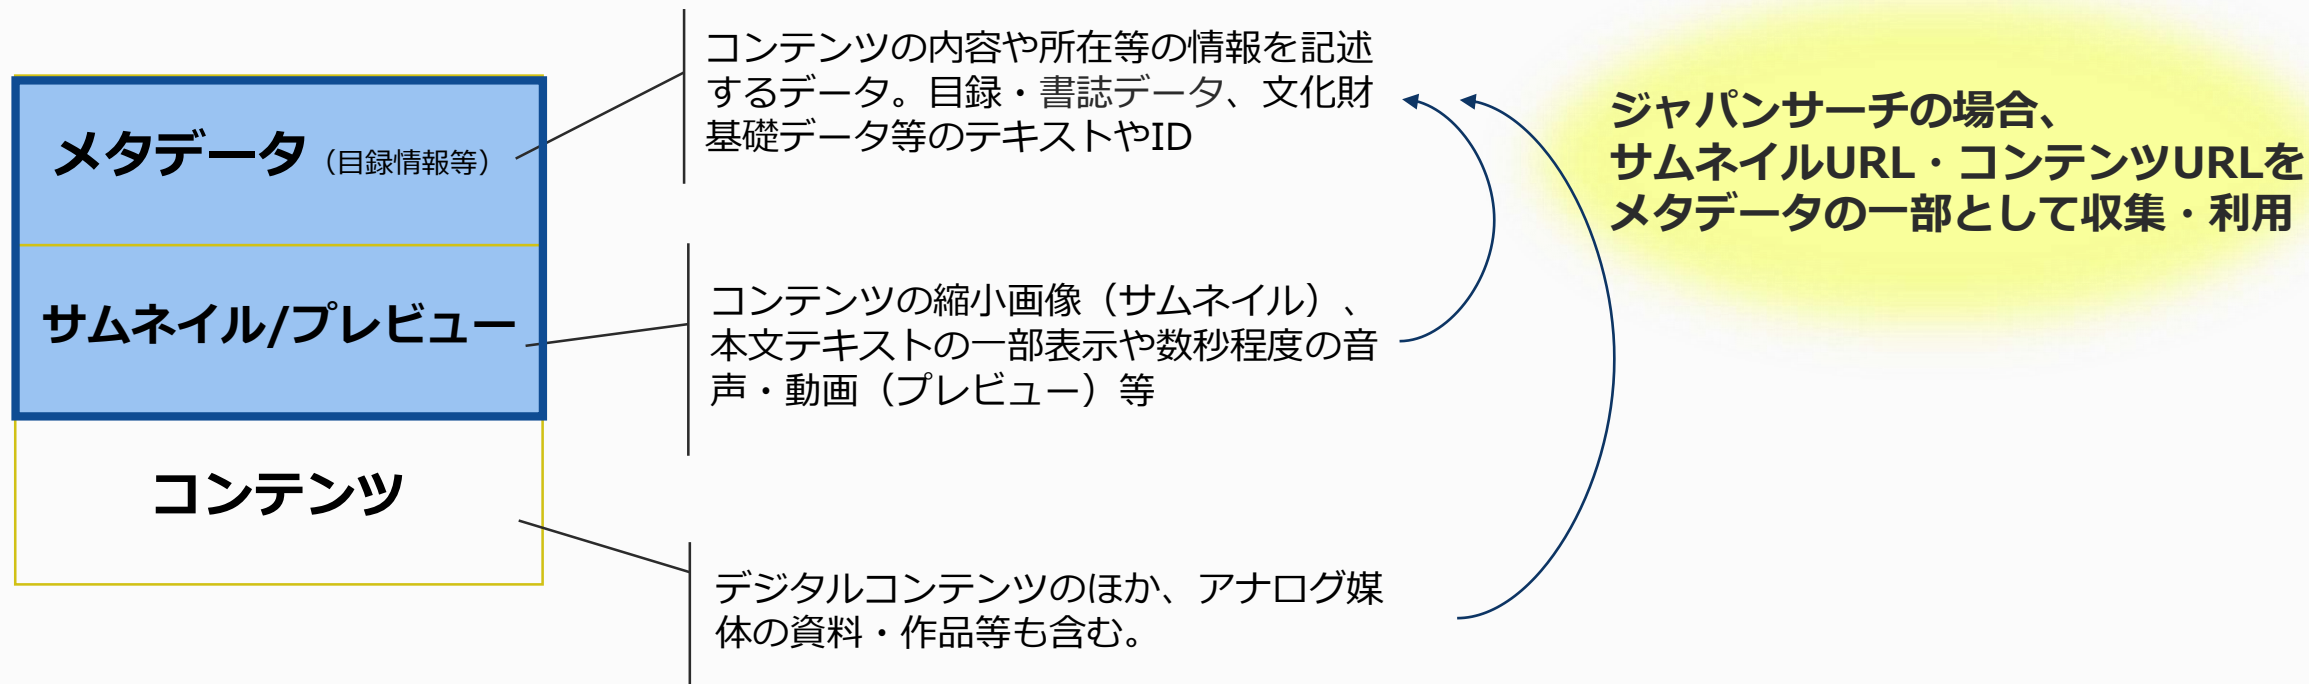 メタデータ（目録情報等）
コンテンツの内容や所在等の情報を記述
するデータ。目録・書誌データ、文化財
基礎データ等のテキストやID
サムネイル/プレビュー
コンテンツの縮小画像（サムネイル）、
本文テキストの一部表示や数秒程度の音
声・動画（プレビュー）等
コンテンツ
デジタルコンテンツのほか、アナログ媒
体の資料・作品等も含む。
ジャパンサーチの場合、
サムネイルURL・コンテンツURLを
メタデータの一部として収集・利用